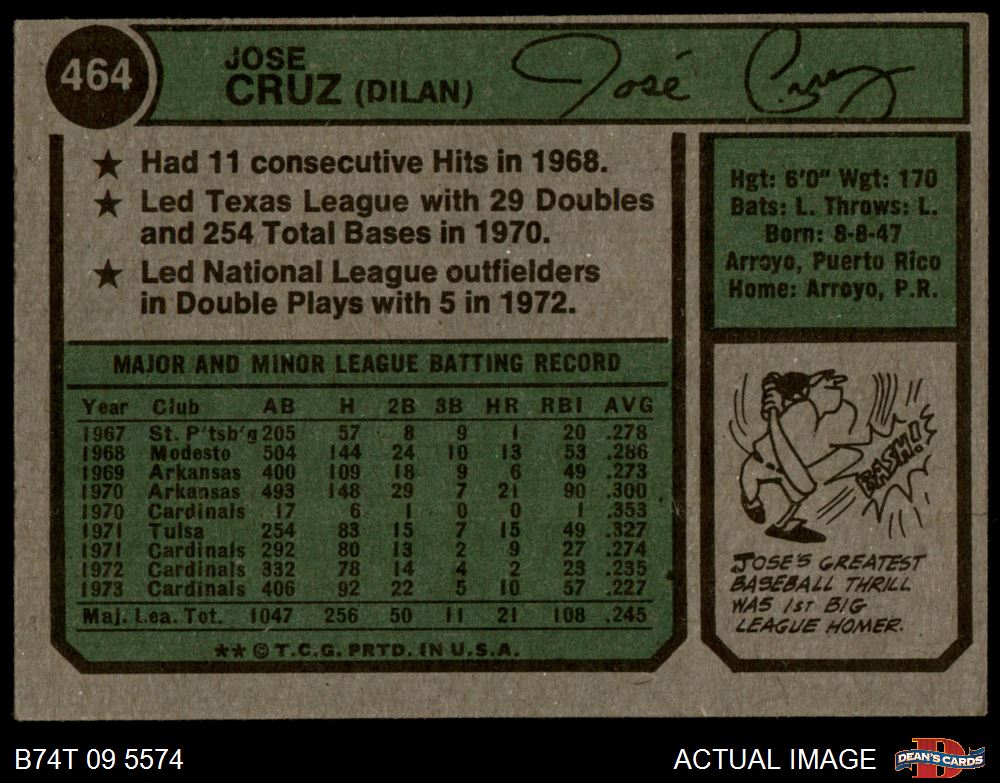 464
JOSE
CRUZ (DILAN)
José Cruz
★ Had 11 consecutive Hits in 1968.
★ Led Texas League with 29 Doubles
and 254 Total Bases in 1970.
★ Led National League outfielders
in Double Plays with 5 in 1972.
Hgt: 6'0" Wgt: 170
Bats: L. Throws: L.
Born: 8-8-47
Arroyo, Puerto Rico
Home: Arroyo, P.R.
MAJOR AND MINOR LEAGUE BATTING RECORD
Year Club AB H 2B 3B HR RBI AVG
1967 St. P'tsb'g 205 57 8 9 1 20 .278
1968 Modesto 504 144 24 10 13 53 .286
1969 Arkansas 400 109 18 9 6 49 .273
1970 Arkansas 493 148 29 7 21 90 .300
1970 Cardinals 17 6 1 0 0 1 .353
1971 Tulsa 254 83 15 7 15 49 .327
1971 Cardinals 292 80 13 2 9 27 .274
1972 Cardinals 332 78 14 4 2 23 .235
1973 Cardinals 406 92 22 5 10 57 .227
Maj. Lea. Tot. 1047 256 50 11 21 108 .245
★★ © T.C.G. PRTD. IN U.S.A.
BASH!
JOSE'S GREATEST
BASEBALL THRILL
WAS 1ST BIG
LEAGUE HOMER.
B74T 09 5574
ACTUAL IMAGE
D
DEAN'S CARDS